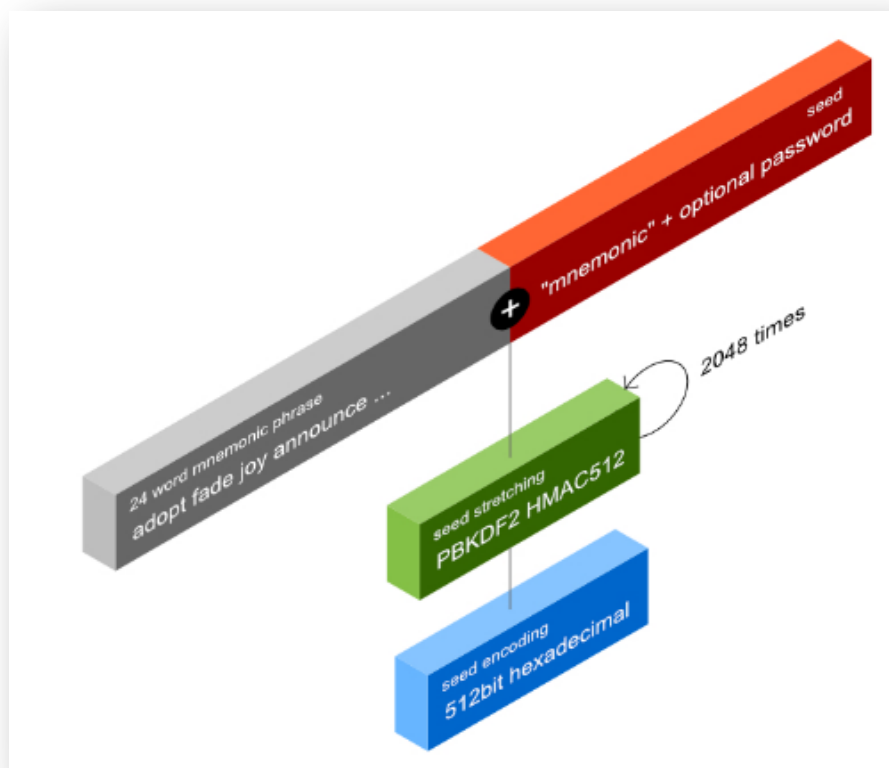 seed
"mnemonic" + optional password
24 word mnemonic phrase
adopt fade joy announce ...
+
2048 times
seed stretching
PBKDF2 HMAC512
seed encoding
512bit hexadecimal